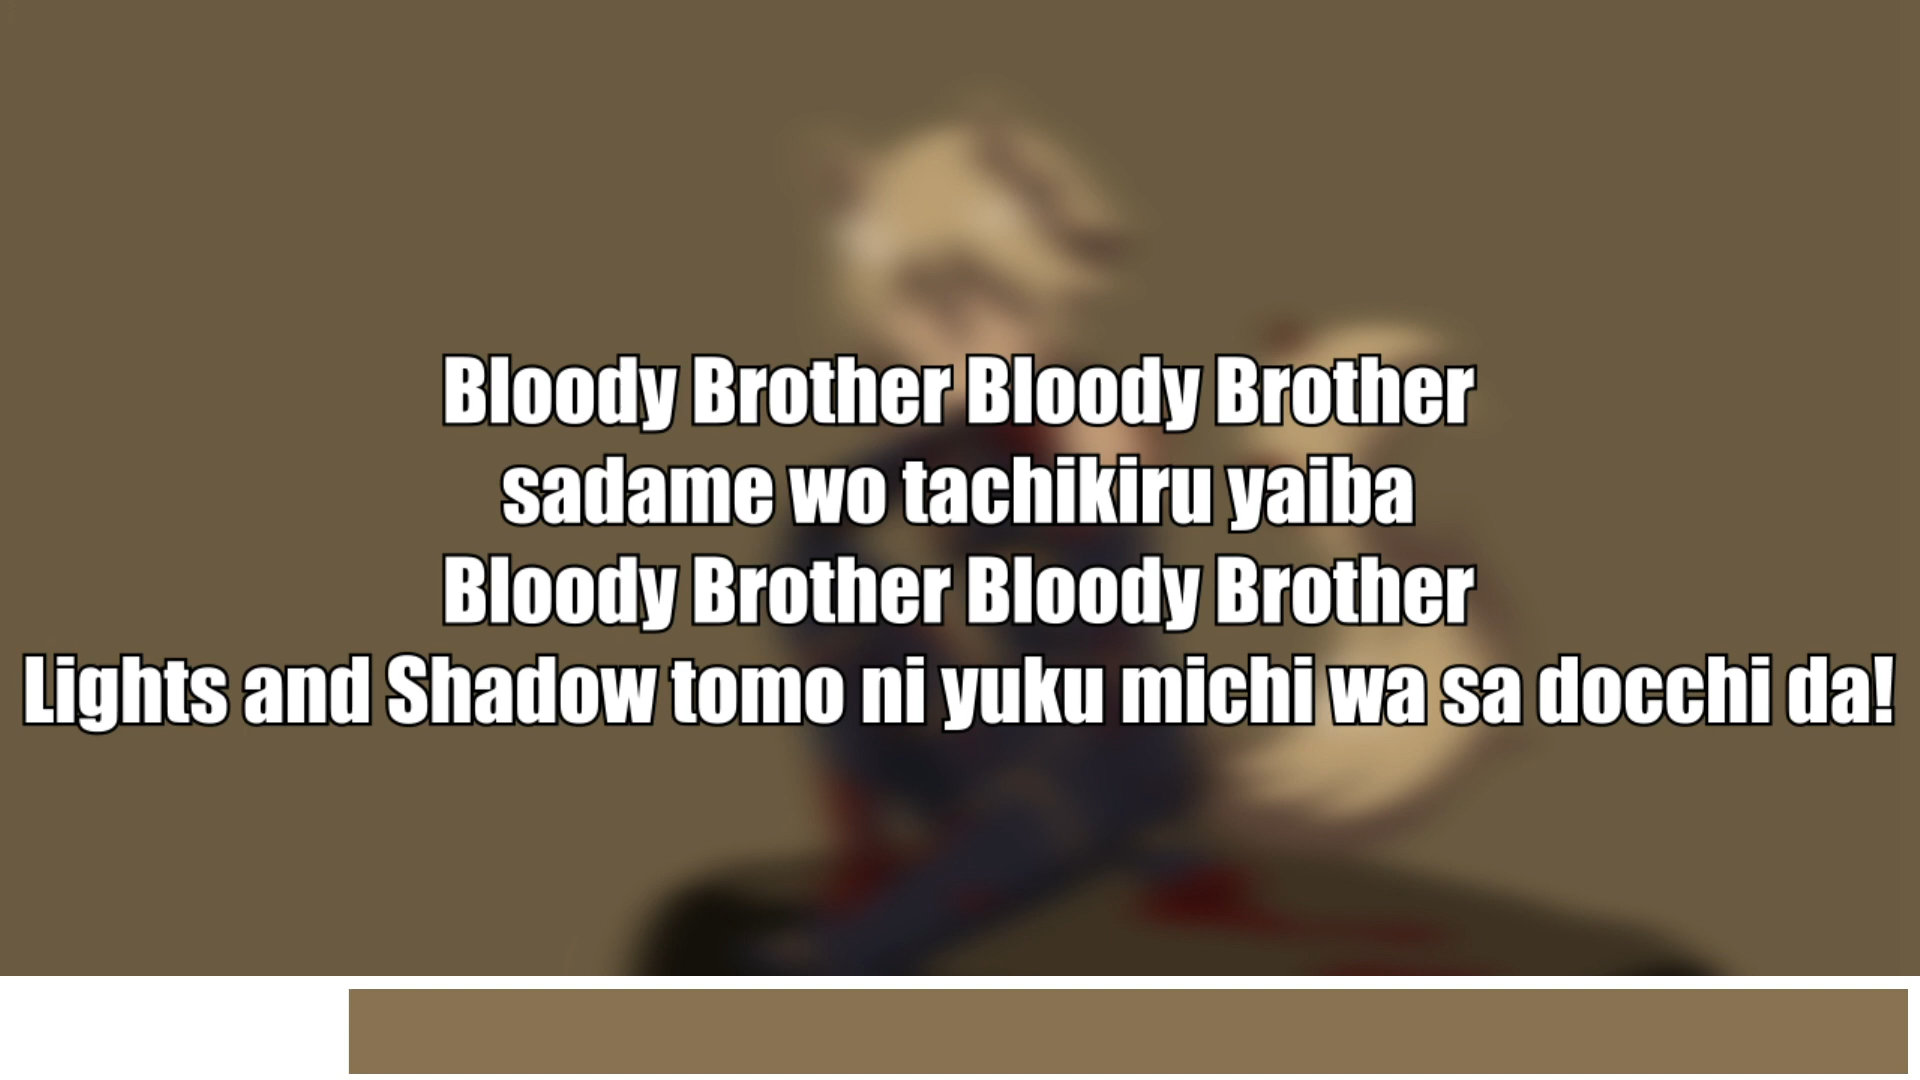 Bloody Brother Bloody Brother
sadame wo tachikiru yaiba
Bloody Brother Bloody Brother
Lights and Shadow tomo ni yuku michi wa sa docchi da!